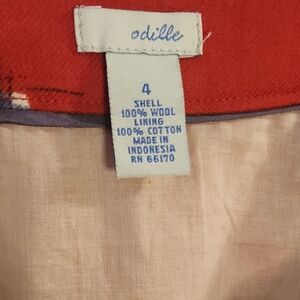 odille
4
SHELL
100% WOOL
LINING
100% COTTON
MADE IN
INDONESIA
RN 66170